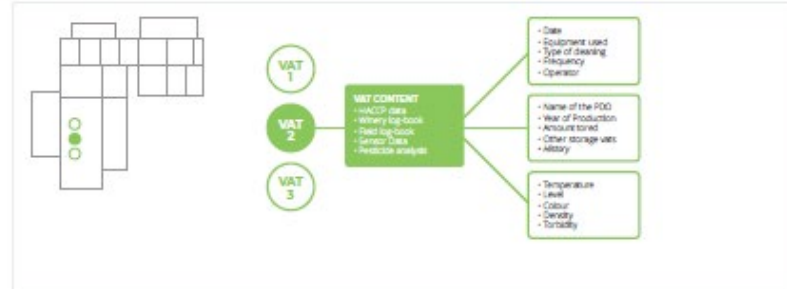 VAT
1
VAT
2
VAT
3
VAT CONTENT
• HACCP data
• Winery log-book
• Field log-book
• Sensor Data
• Pesticide analysis
• Date
• Equipment used
• Type of cleaning
• Frequency
• Operator
• Name of the PDO
• Year of Production
• Amount
• Other storage vats
• History
• Temperature
• Level
• Colour
• Density
• Torbidity